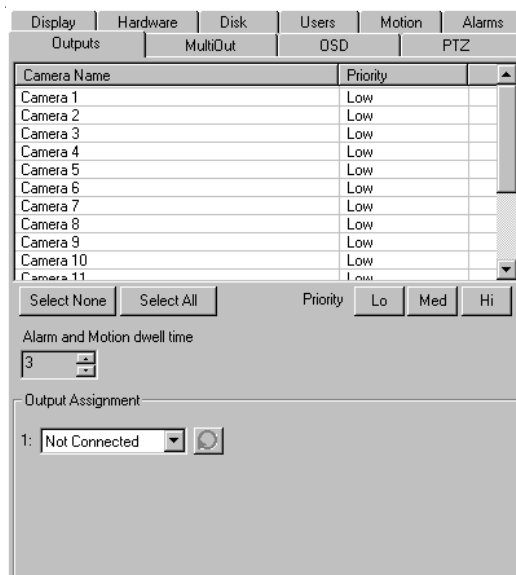 Display Hardware Disk Users Motion Alarms
Outputs MultiOut OSD PTZ
Camera Name Priority
Camera 1 Low
Camera 2 Low
Camera 3 Low
Camera 4 Low
Camera 5 Low
Camera 6 Low
Camera 7 Low
Camera 8 Low
Camera 9 Low
Camera 10 Low
Camera 11 Low
Select None Select All Priority Lo Med Hi
Alarm and Motion dwell time
3
Output Assignment
1: Not Connected